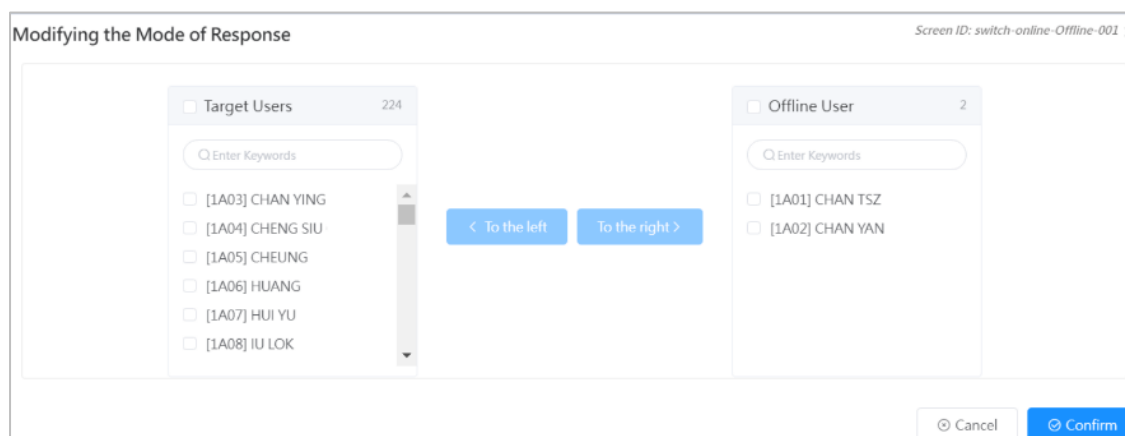 Modifying the Mode of Response
Screen ID: switch-online-Offline-001
Target Users 224
Enter Keywords
[1A03] CHAN YING
[1A04] CHENG SIU
[1A05] CHEUNG
[1A06] HUANG
[1A07] HUI YU
[1A08] IU LOK
< To the left
To the right >
Offline User 2
Enter Keywords
[1A01] CHAN TSZ
[1A02] CHAN YAN
Cancel
Confirm